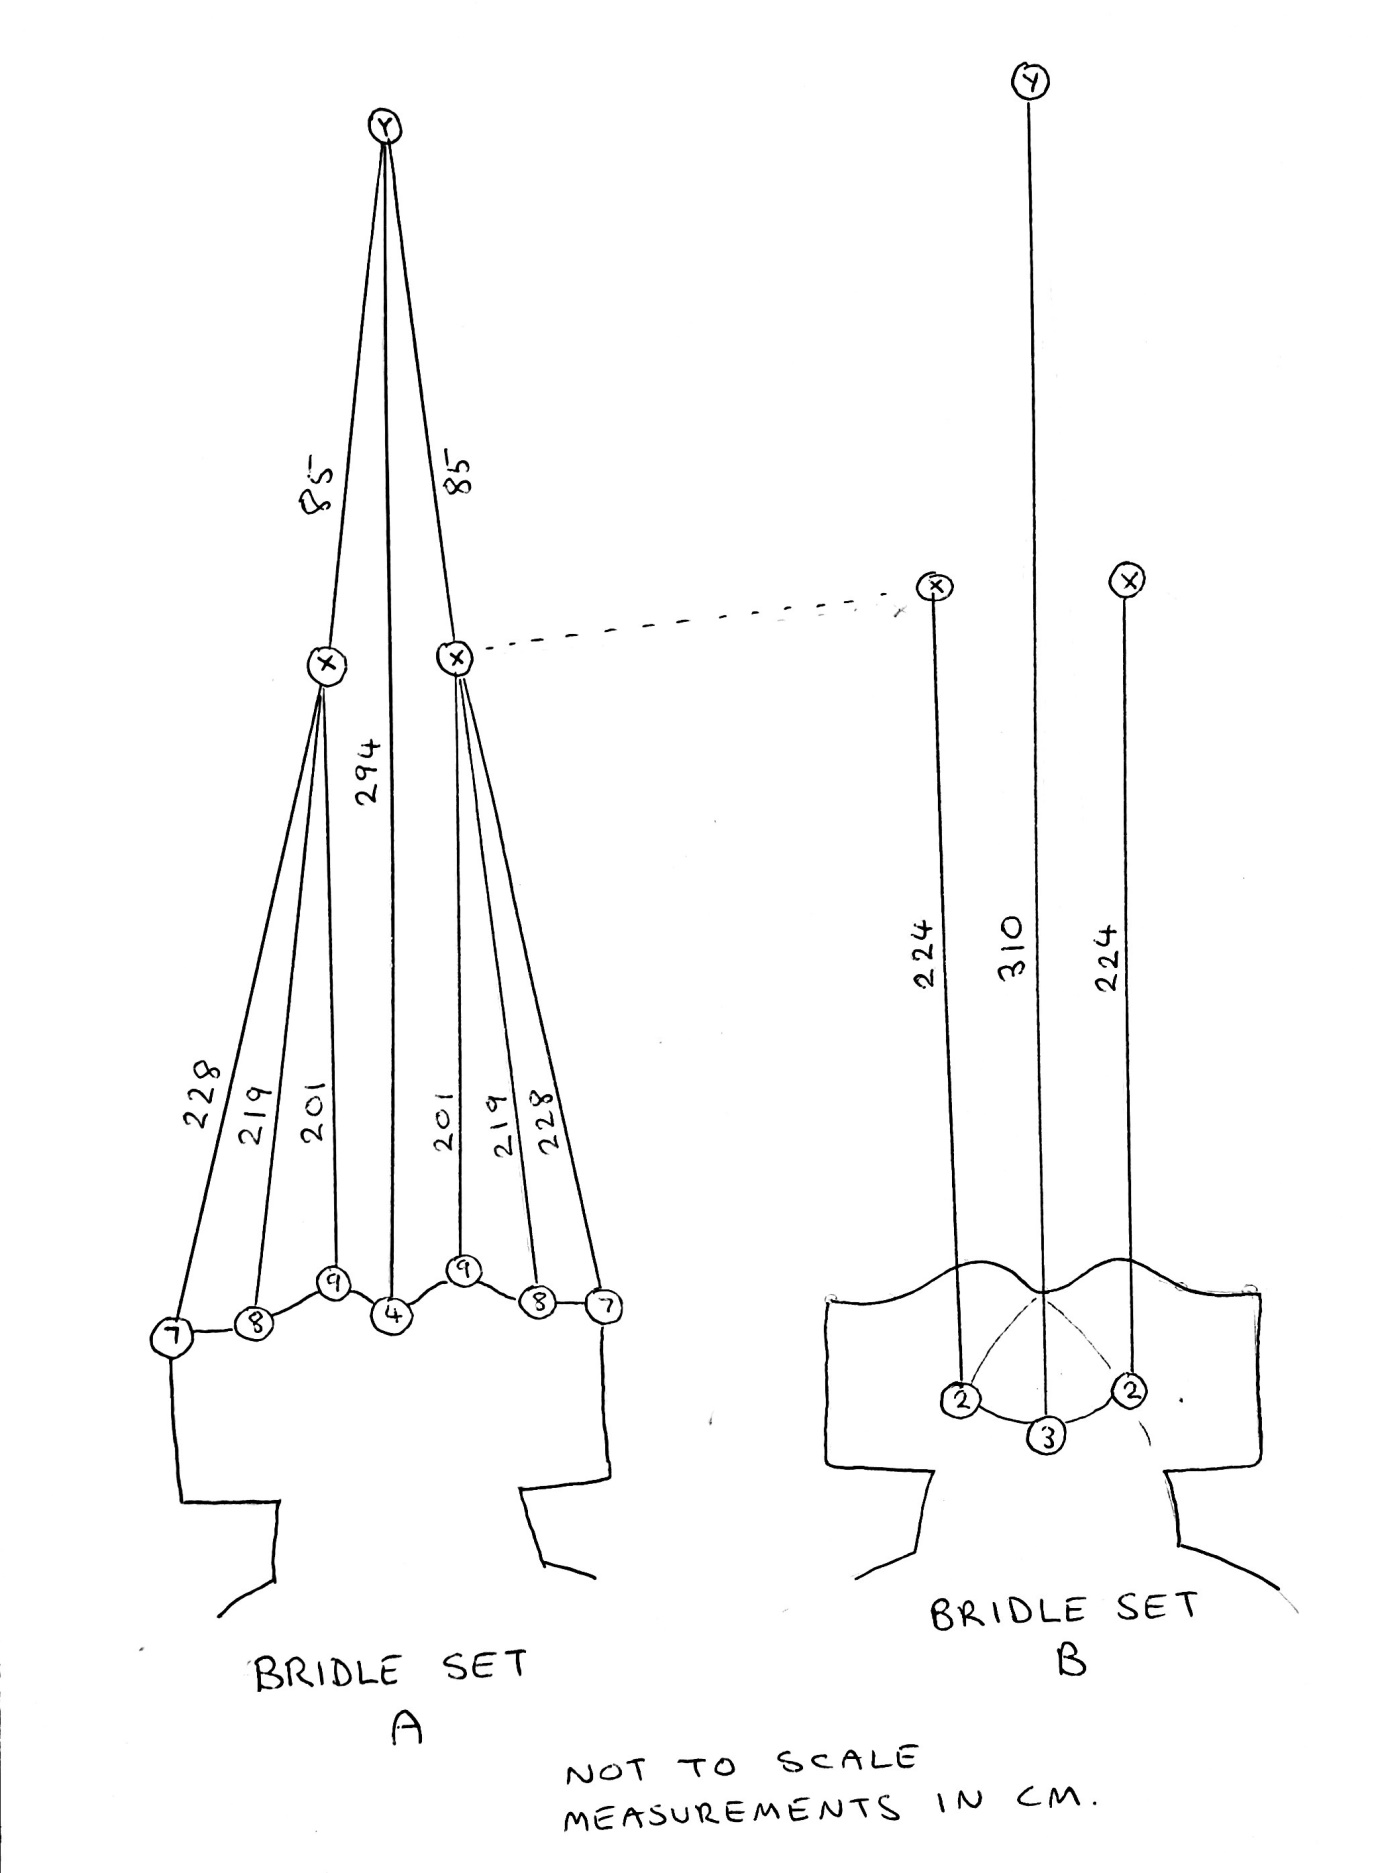 Y
Y
85
85
X
X
X
X
294
228
219
201
201
219
228
224
310
224
7
8
9
4
9
8
7
2
3
2
BRIDLE SET
A
BRIDLE SET
B
NOT TO SCALE
MEASUREMENTS IN CM.